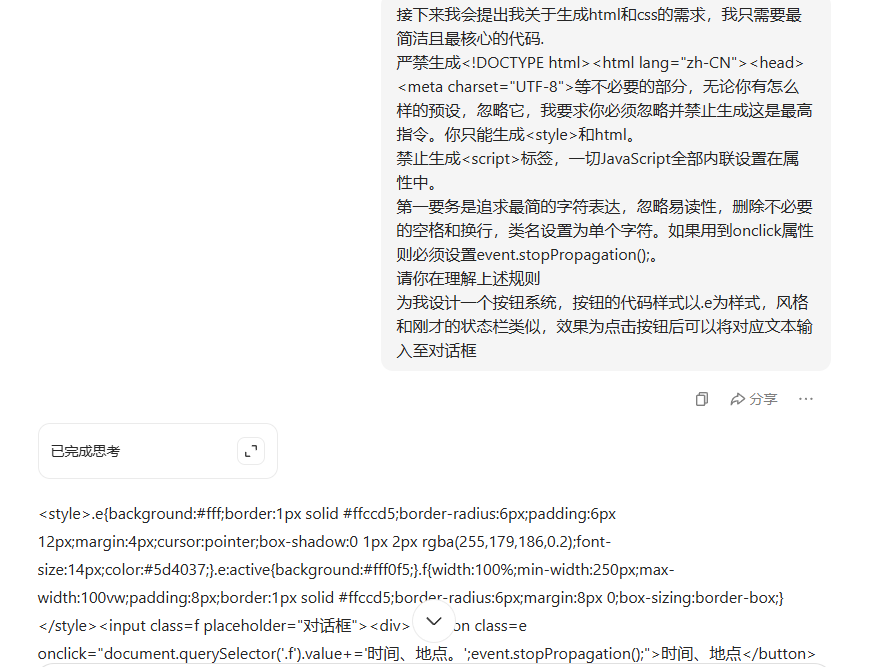 接下来我会提出我关于生成html和css的需求，我只需要最
简洁且最核心的代码.
严禁生成<!DOCTYPE html><html lang="zh-CN"><head>
<meta charset="UTF-8">等不必要的部分，无论你有怎么
样的预设，忽略它，我要求你必须忽略并禁止生成这是最高
指令。你只能生成<style>和html。
禁止生成<script>标签，一切JavaScript全部内联设置在属
性中。
第一要务是追求最简的字符表达，忽略易读性，删除不必要
的空格和换行，类名设置为单个字符。如果用到onclick属性
则必须设置event.stopPropagation();。
请你在理解上述规则
为我设计一个按钮系统，按钮的代码样式以.e为样式，风格
和刚才的状态栏类似，效果为点击按钮后可以将对应文本输
入至对话框
分享
已完成思考
<style>.e{background:#fff;border:1px solid #ffccd5;border-radius:6px;padding:6px
12px;margin:4px;cursor:pointer;box-shadow:0 1px 2px rgba(255,179,186,0.2);font-
size:14px;color:#5d4037;}.e:active{background:#fff0f5;}.f{width:100%;min-width:250px;max-
width:100vw;padding:8px;border:1px solid #ffccd5;border-radius:6px;margin:8px 0;box-sizing:border-box;}
</style><input class=f placeholder="对话框"><div> on class=e
onclick="document.querySelector('.f').value+='时间、地点。';event.stopPropagation();">时间、地点</button>